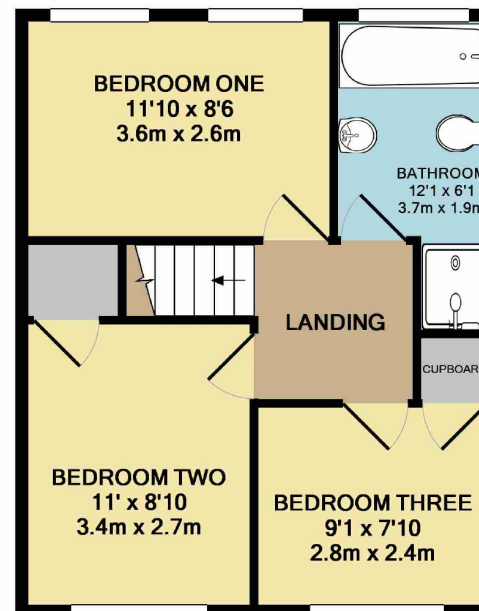 BEDROOM ONE
11'10 x 8'6
3.6m x 2.6m
BATHROOM
12'1 x 6'1
3.7m x 1.9m
LANDING
CUPBOAR
BEDROOM TWO
11' x 8'10
3.4m x 2.7m
BEDROOM THREE
9'1 x 7'10
2.8m x 2.4m